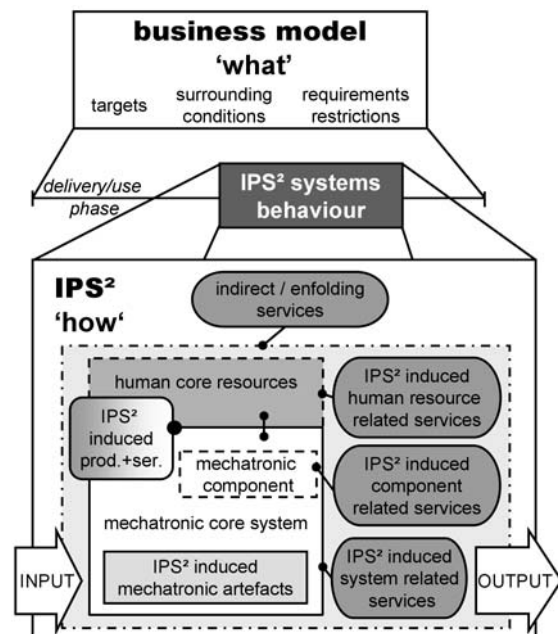 business model
'what'
targets
surrounding
conditions
requirements
restrictions
delivery/use
phase
IPS² systems
behaviour
IPS²
'how'
indirect / enfolding
services
human core resources
IPS² induced
human resource
related services
IPS²
induced
prod.+ser.
mechatronic
component
IPS² induced
component
related services
mechatronic core system
INPUT
IPS² induced
mechatronic artefacts
IPS² induced
system related
services
OUTPUT